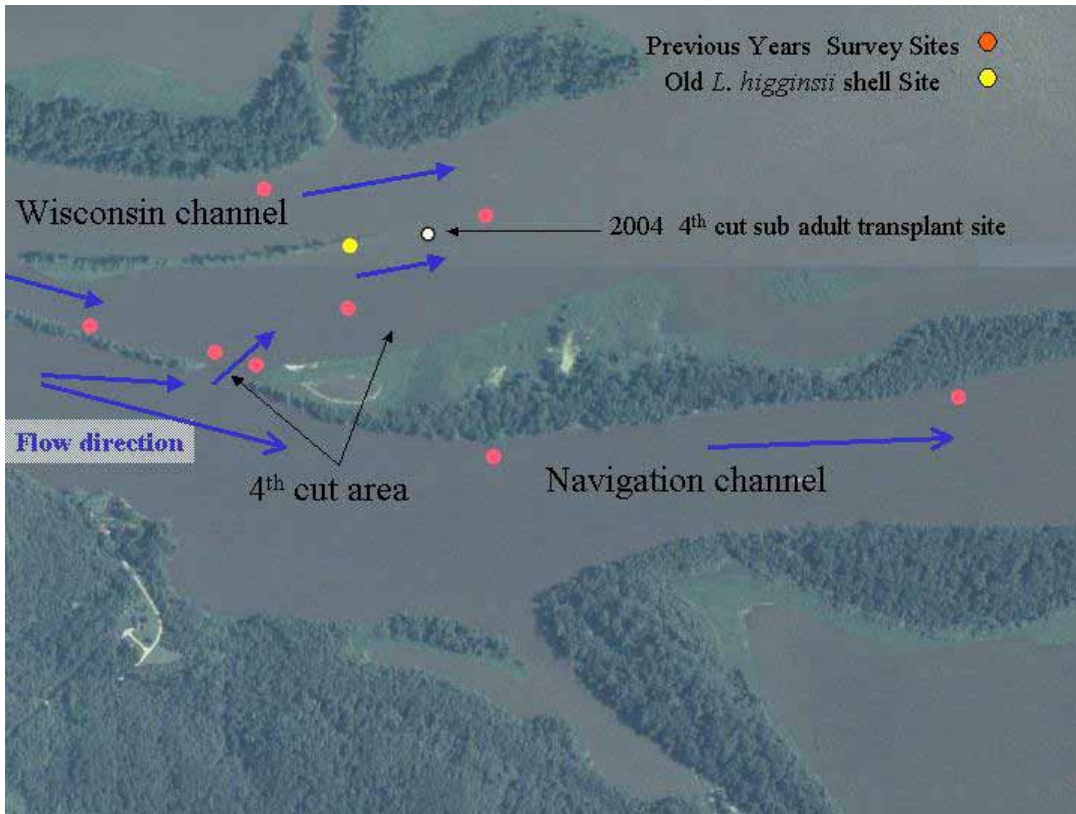 Previous Years Survey Sites
Old L. higginsii shell Site
Wisconsin channel
2004 4th cut sub adult transplant site
Flow direction
4th cut area
Navigation channel